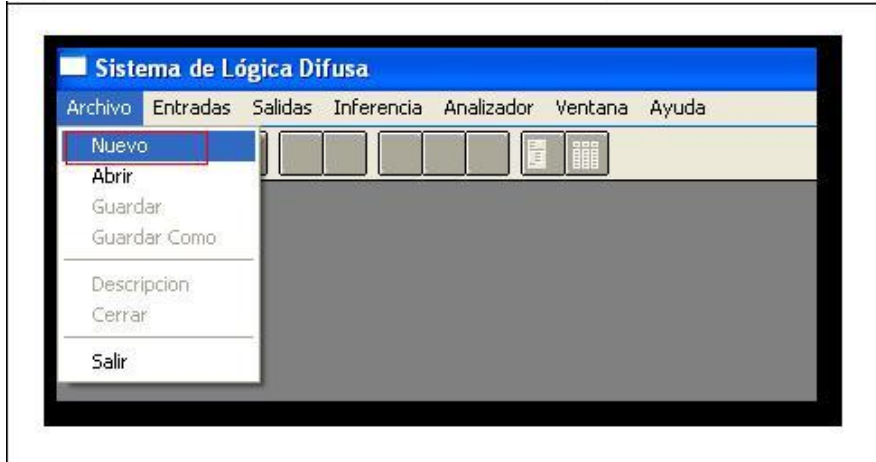 Sistema de Lógica Difusa
Archivo Entradas Salidas Inferencia Analizador Ventana Ayuda
Nuevo
Abrir
Guardar
Guardar Como
Descripcion
Cerrar
Salir